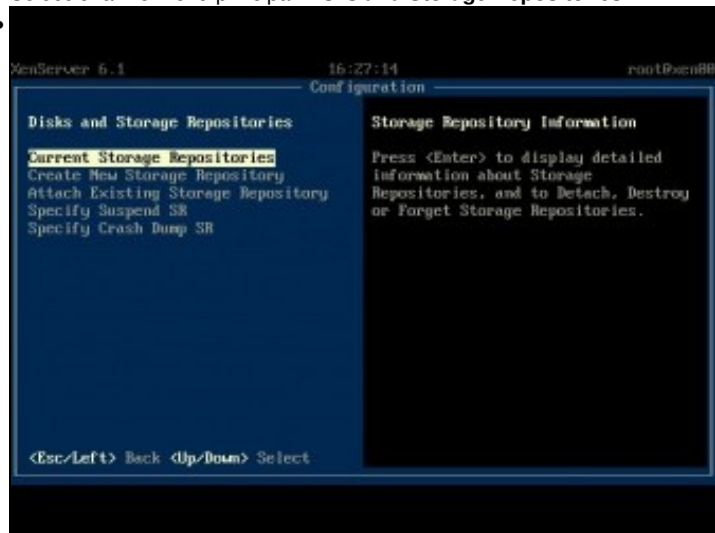 XenServer 6.1 16:27:14 root@xen00
Configuration
Disks and Storage Repositories
Current Storage Repositories
Create New Storage Repository
Attach Existing Storage Repository
Specify Suspend SR
Specify Crash Dump SR
<Esc/Left> Back <Up/Down> Select
Storage Repository Information
Press <Enter> to display detailed
information about Storage
Repositories, and to Detach, Destroy
or Forget Storage Repositories.